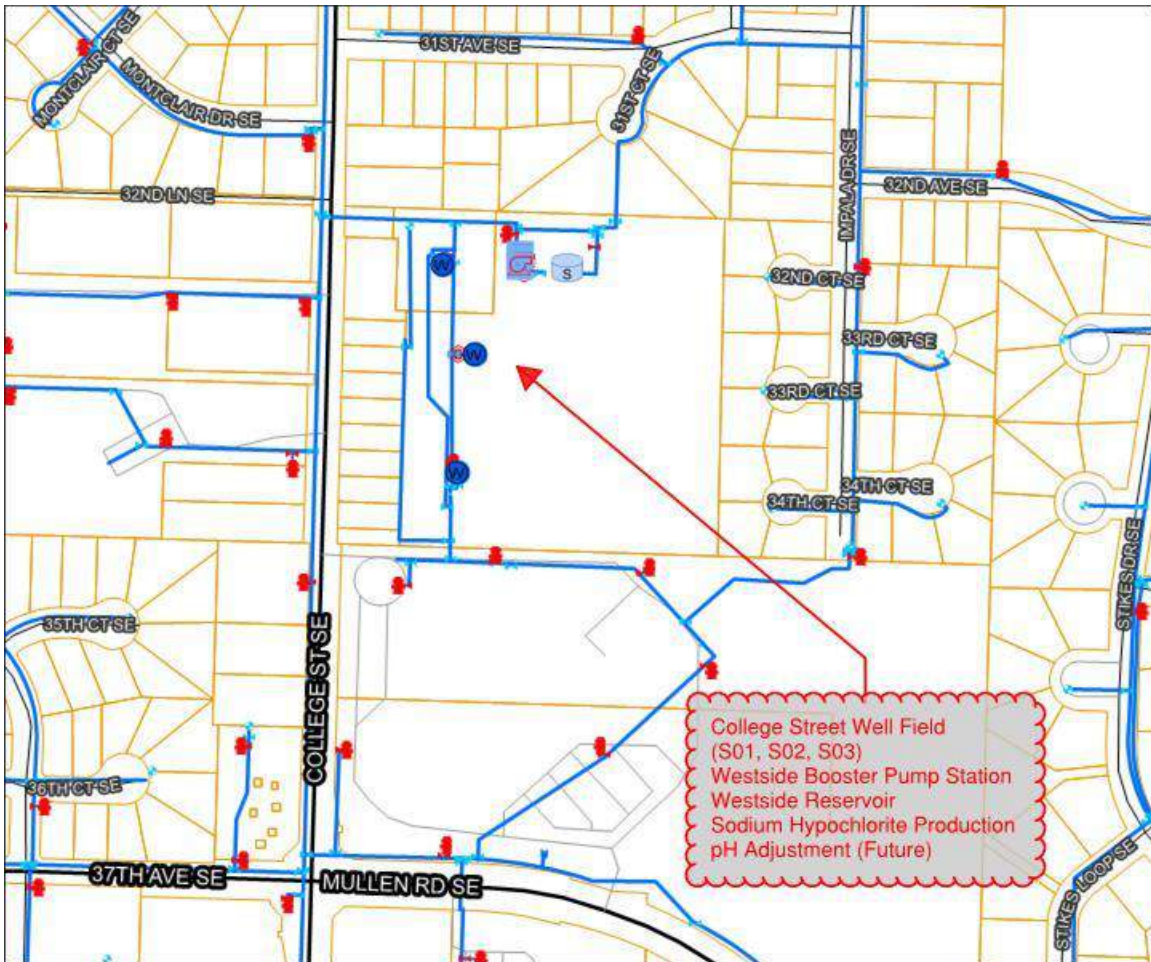 MONTCLAIR CT SE
MONTCLAIR DR SE
31ST AVE SE
31ST CT SE
32ND LN SE
IMPALA DR SE
32ND AVE SE
W
S
32ND CT SE
W
33RD CT SE
33RD CT SE
W
34TH CT SE
34TH CT SE
STIKES DR SE
35TH CT SE
COLLEGE ST SE
36TH CT SE
College Street Well Field
(S01, S02, S03)
Westside Booster Pump Station
Westside Reservoir
Sodium Hypochlorite Production
pH Adjustment (Future)
37TH AVE SE
MULLEN RD SE
STIKES LOOP SE